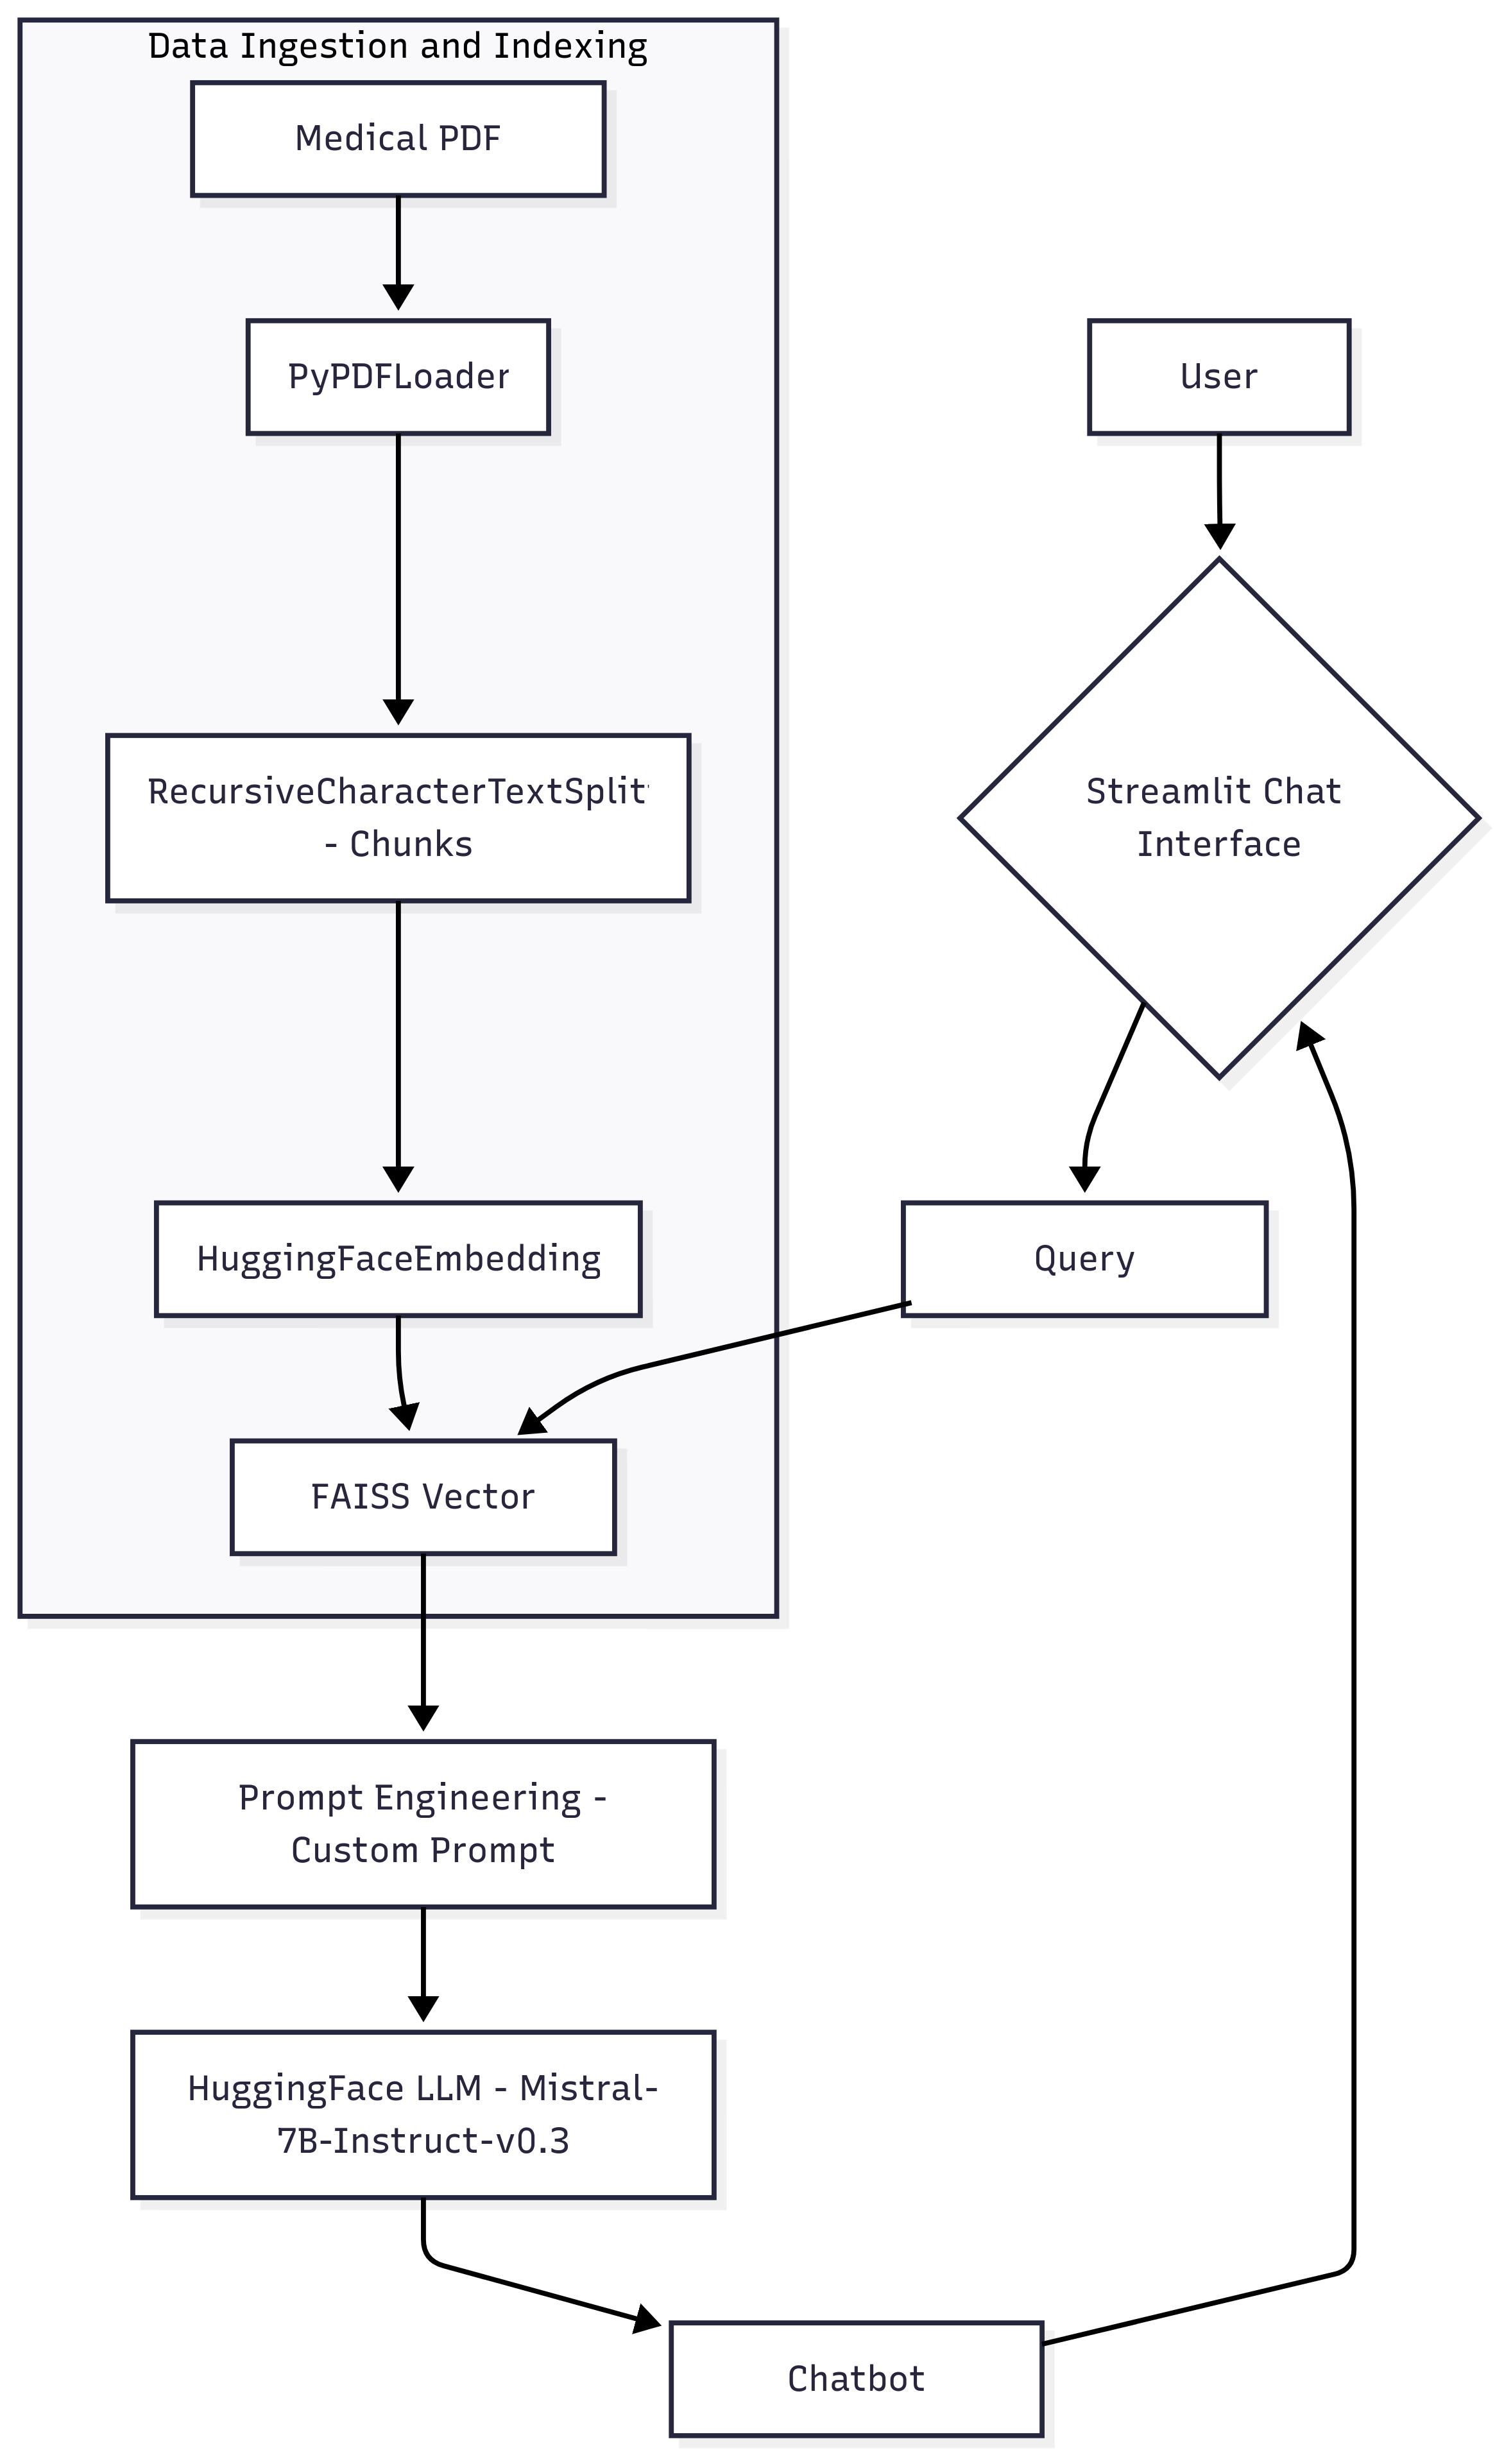 Data Ingestion and Indexing
Medical PDF
PyPDFLoader
User
RecursiveCharacterTextSplit
- Chunks
Streamlit Chat
Interface
HuggingFaceEmbedding
Query
FAISS Vector
Prompt Engineering -
Custom Prompt
HuggingFace LLM - Mistral-
7B-Instruct-v0.3
Chatbot